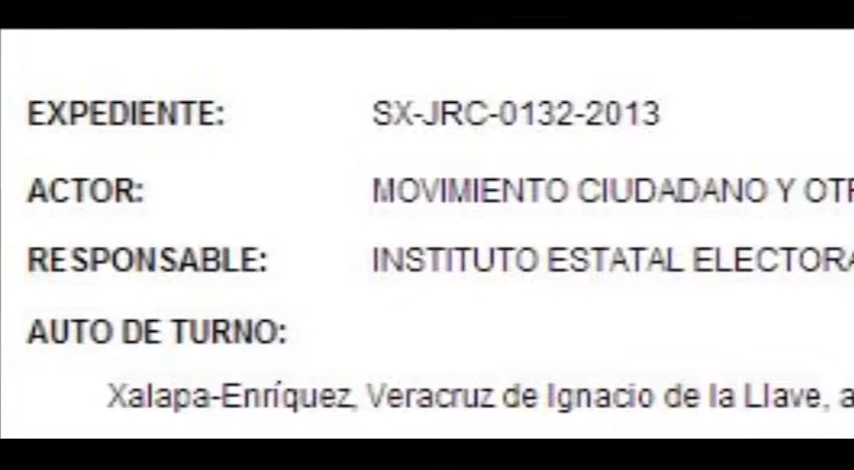 EXPEDIENTE: SX-JRC-0132-2013
ACTOR: MOVIMIENTO CIUDADANO Y
RESPONSABLE: INSTITUTO ESTATAL
AUTO DE TURNO:
Xalapa-Enríquez, Veracruz de Ignacio de la Llave,